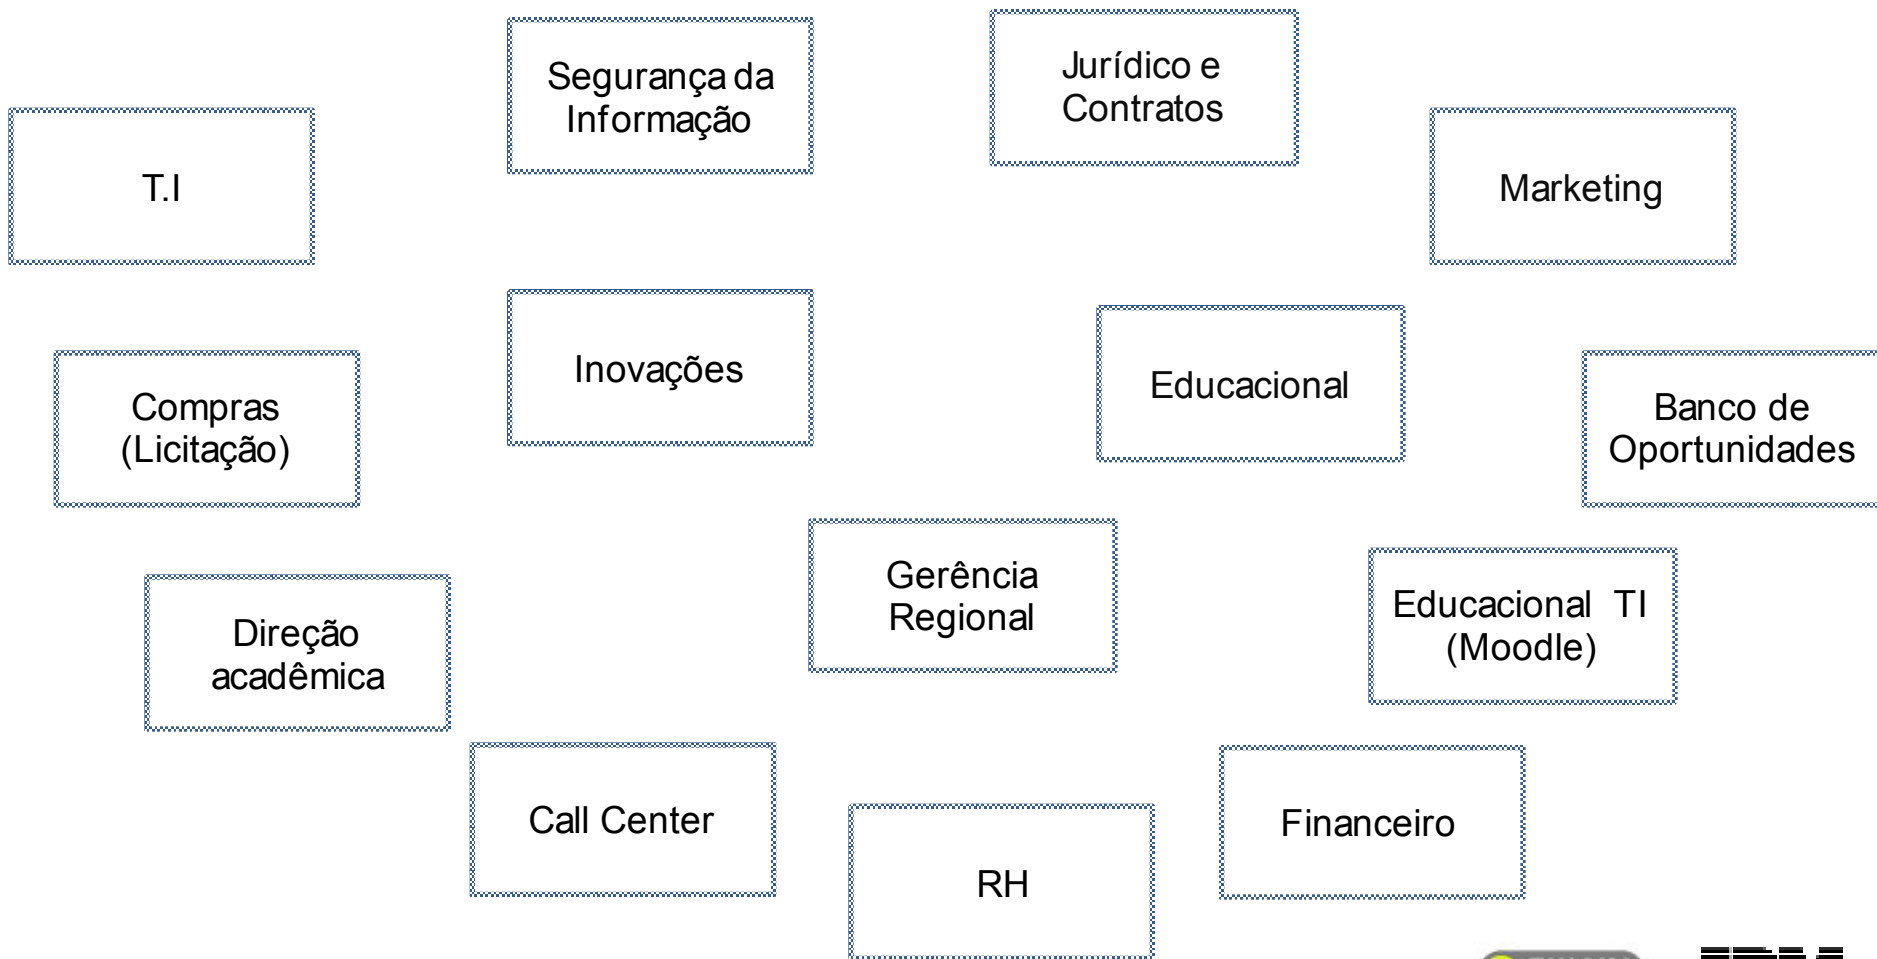 Segurança da
Informação
Jurídico e
Contratos
T.I
Marketing
Inovações
Educacional
Compras
(Licitação)
Banco de
Oportunidades
Gerência
Regional
Educacional TI
(Moodle)
Direção
acadêmica
Call Center
Financeiro
RH